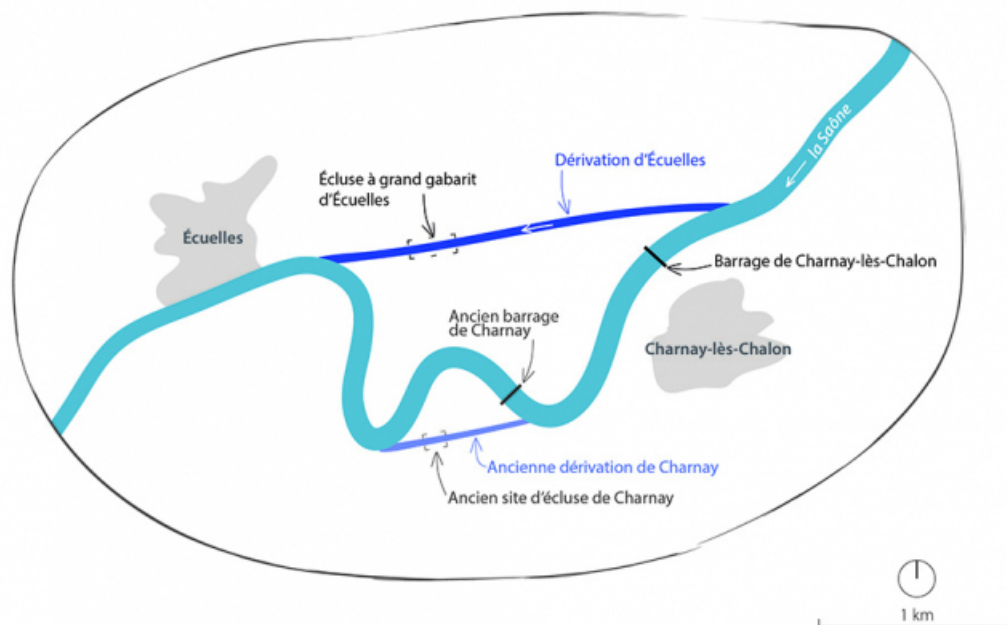 la Saône
Dérivation d'Écuelles
Écluse à grand gabarit
d'Écuelles
Écuelles
Barrage de Charnay-lès-Chalon
Ancien barrage
de Charnay
Charnay-lès-Chalon
Ancienne dérivation de Charnay
Ancien site d'écluse de Charnay
1 km